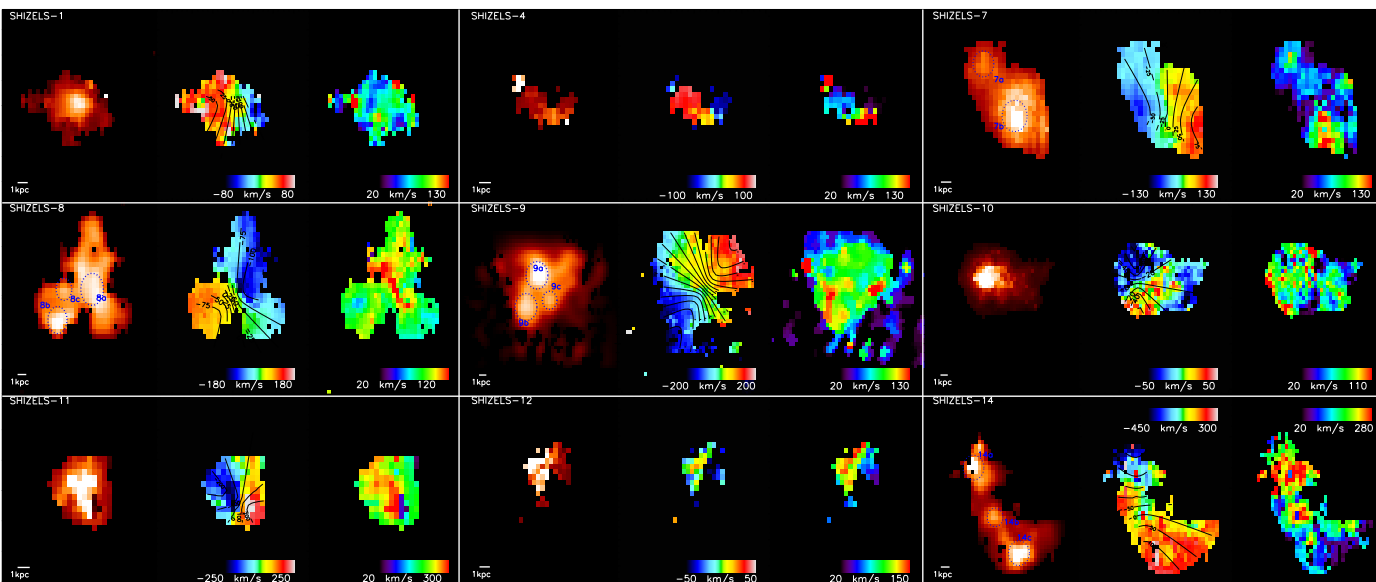 SHIZELS-1
1kpc
-80 km/s 80
20 km/s 130
SHIZELS-4
1kpc
-100 km/s 100
20 km/s 130
SHIZELS-7
7a
7b
1kpc
-130 km/s 130
20 km/s 130
SHIZELS-8
8b 8c 8a
-75
1kpc
-180 km/s 180
20 km/s 120
SHIZELS-9
9a
9c
9b
1kpc
-200 km/s 200
20 km/s 130
SHIZELS-10
1kpc
-50 km/s 50
20 km/s 110
SHIZELS-11
1kpc
-250 km/s 250
20 km/s 300
SHIZELS-12
1kpc
-50 km/s 50
20 km/s 150
SHIZELS-14
-450 km/s 300
20 km/s 280
1kpc